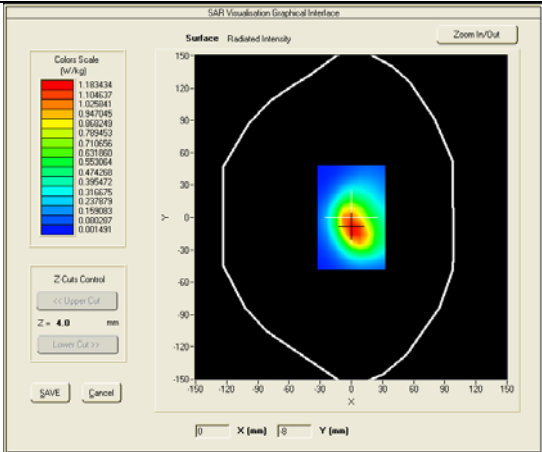 SAR Visualisation Graphical Interface
Surface Radiated Intensity
Zoom In/Out
Colors Scale
(W/kg)
1.183434
1.104637
1.025841
0.947045
0.868249
0.789453
0.710656
0.631860
0.553064
0.474268
0.395472
0.316675
0.237879
0.159083
0.080287
0.001491
Z-Cuts Control
<< Upper Cut
Z = 4.0 mm
Lower Cut >>
SAVE Cancel
150-
120-
90-
60-
30-
0-
-30-
-60-
-90-
-120-
-150-
Y
-150 -120 -90 -60 -30 0 30 60 90 120 150
X
0 X (mm) -8 Y (mm)